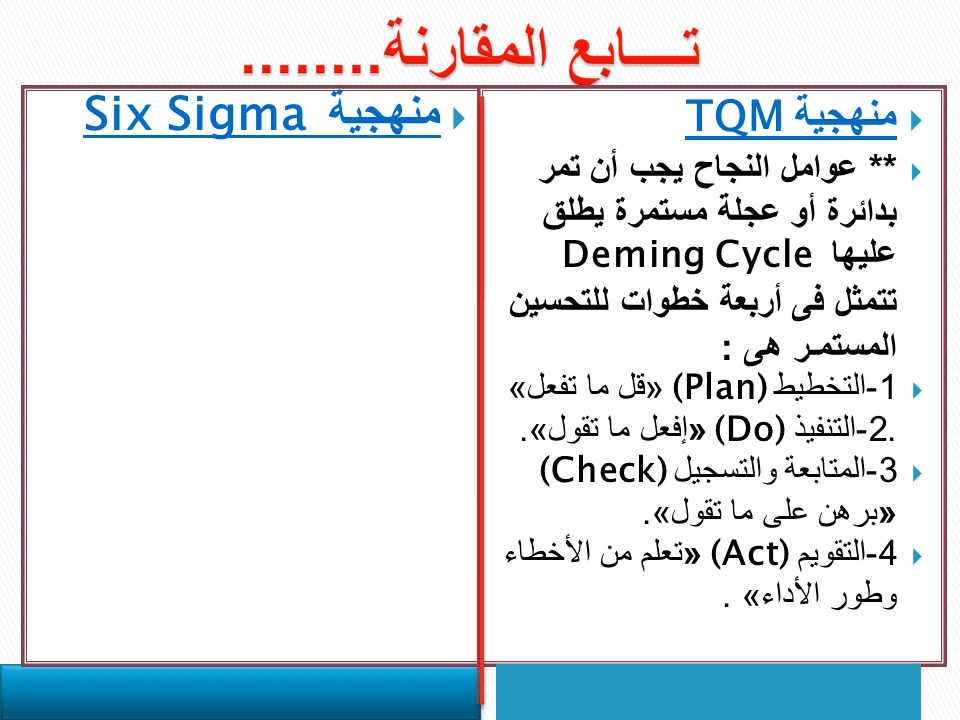 تـــــابع المقارنة........
منهجية TQM
** عوامل النجاح يجب أن تمر
بدائرة أو عجلة مستمرة يطلق
عليها Deming Cycle
تتمثل فى أربعة خطوات للتحسين
المستمـر هى :
1-التخطيط (Plan) «قل ما تفعل»
.2-التنفيذ (Do) «إفعل ما تقول».
3-المتابعة والتسجيل (Check)
«برهن على ما تقول».
4-التقويم (Act) «تعلم من الأخطاء
وطور الأداء» .
منهجية Six Sigma